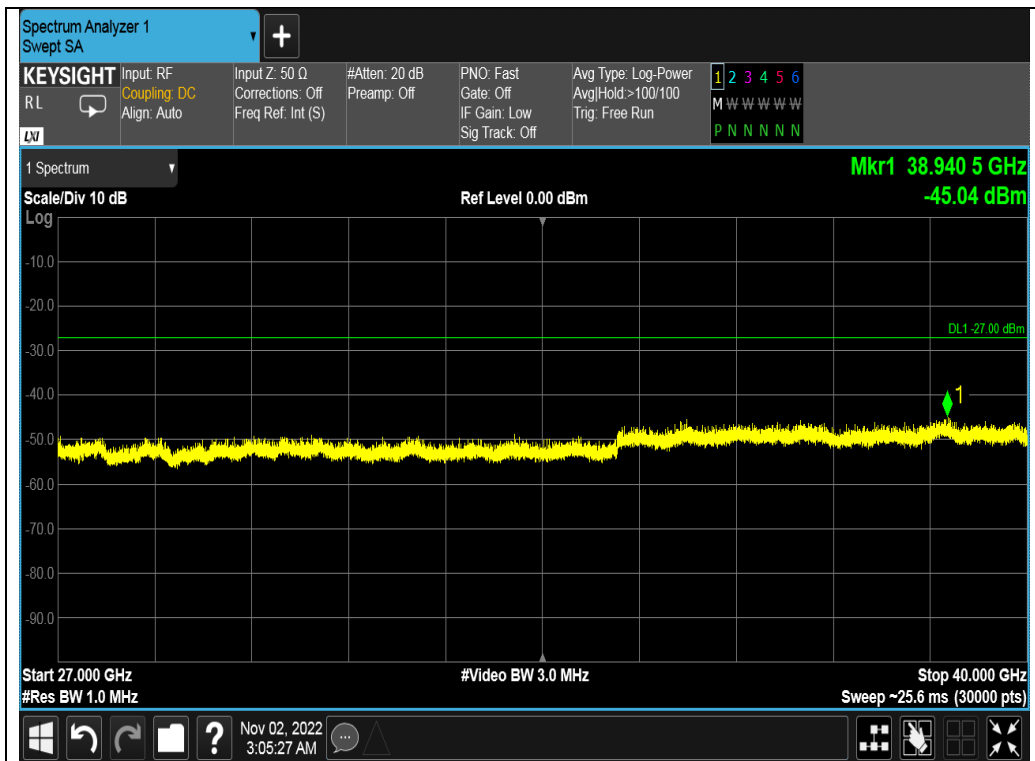 Spectrum Analyzer 1
Swept SA
+
KEYSIGHT
RL
LXI
Input: RF
Coupling: DC
Align: Auto
Input Z: 50 Ω
Corrections: Off
Freq Ref: Int (S)
#Atten: 20 dB
Preamp: Off
PNO: Fast
Gate: Off
IF Gain: Low
Sig Track: Off
Avg Type: Log-Power
Avg|Hold:>100/100
Trig: Free Run
1 2 3 4 5 6
M W W W W W
P N N N N N
1 Spectrum
Mkr1 38.940 5 GHz
-45.04 dBm
Scale/Div 10 dB
Ref Level 0.00 dBm
Log
-10.0
-20.0
DL1 -27.00 dBm
-30.0
-40.0
1
-50.0
-60.0
-70.0
-80.0
-90.0
Start 27.000 GHz
#Video BW 3.0 MHz
Stop 40.000 GHz
#Res BW 1.0 MHz
Sweep ~25.6 ms (30000 pts)
?
Nov 02, 2022
3:05:27 AM